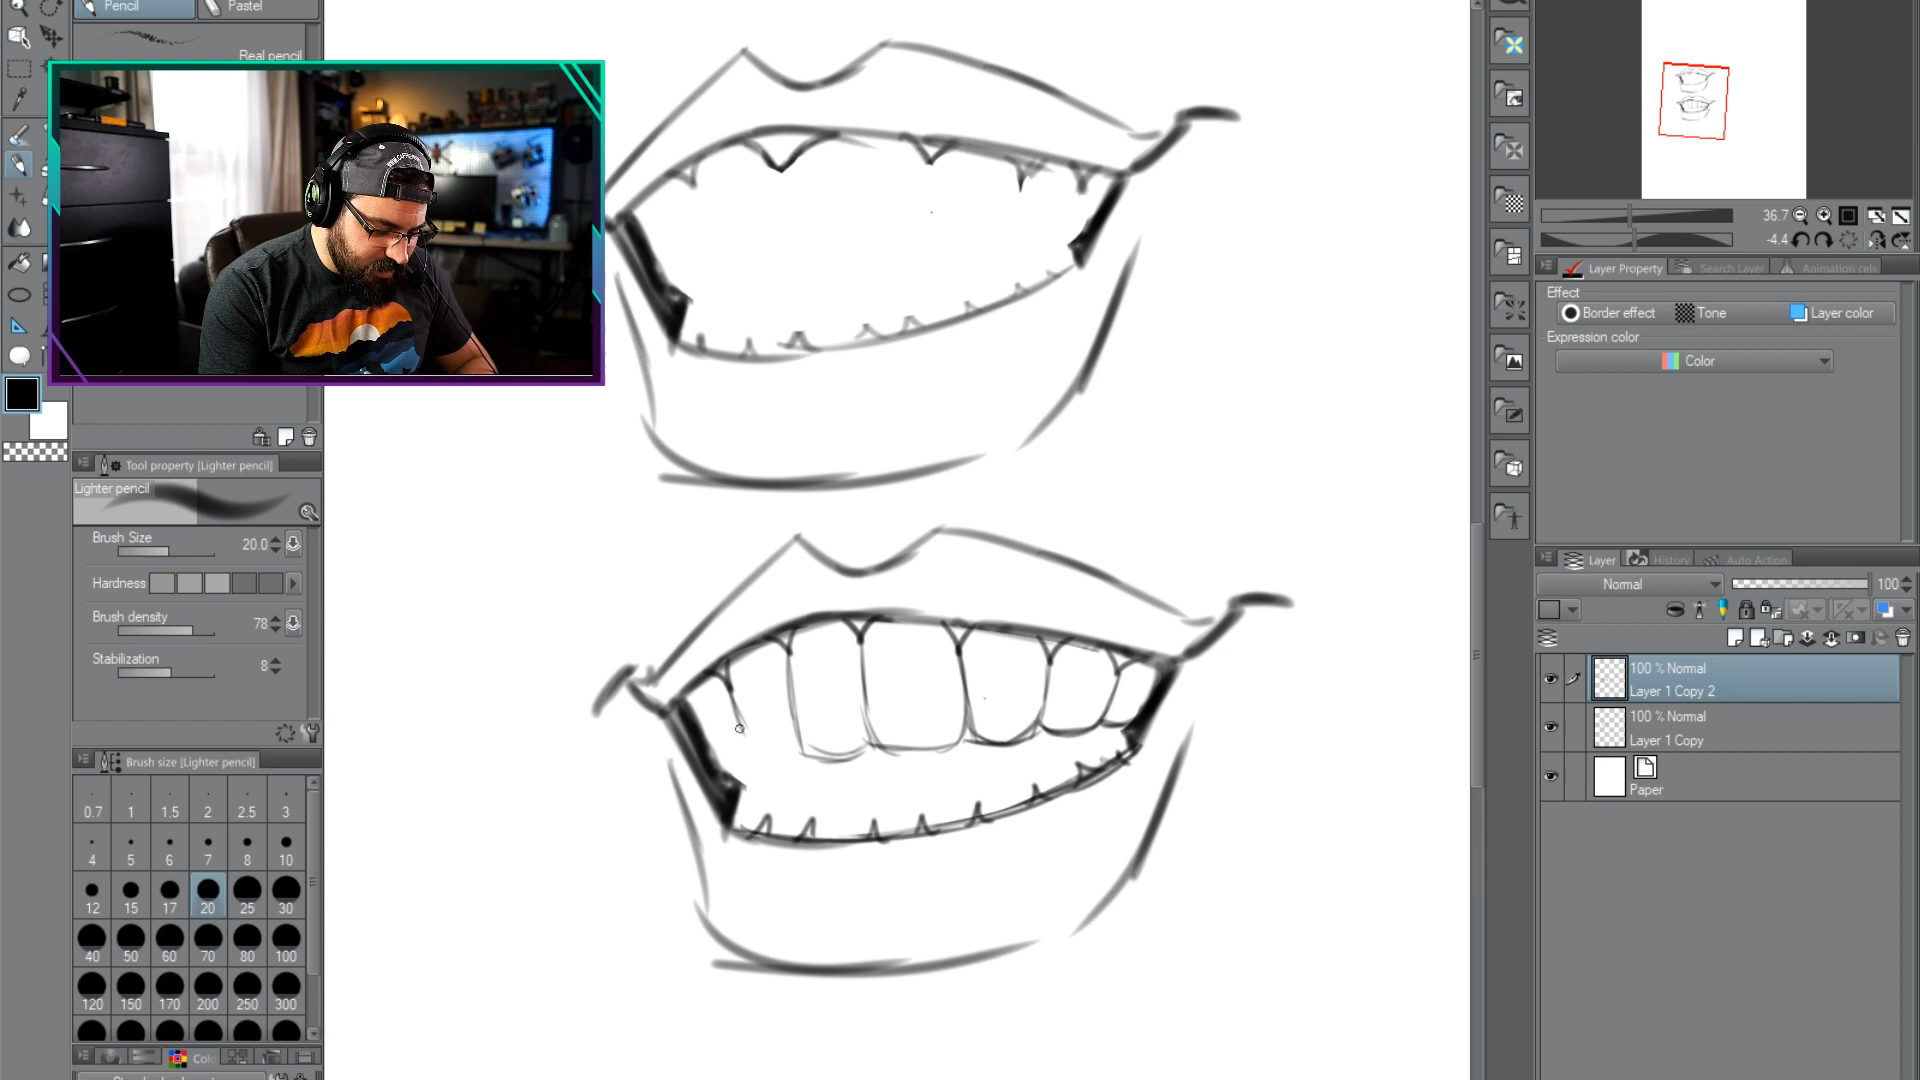 Pencil
Pastel
Real pencil
Tool property [Lighter pencil]
Lighter pencil
Brush Size 20.0
Hardness
Brush density 78
Stabilization 8
Brush size [Lighter pencil]
0.7 1 1.5 2 2.5 3
4 5 6 7 8 10
12 15 17 20 25 30
40 50 60 70 80 100
120 150 170 200 250 300
36.7
-4.4
Layer Property Search Layer Animation cels
Effect
Border effect Tone Layer color
Expression color
Color
Layer History Auto Action
Normal 100
100 % Normal
Layer 1 Copy 2
100 % Normal
Layer 1 Copy
Paper